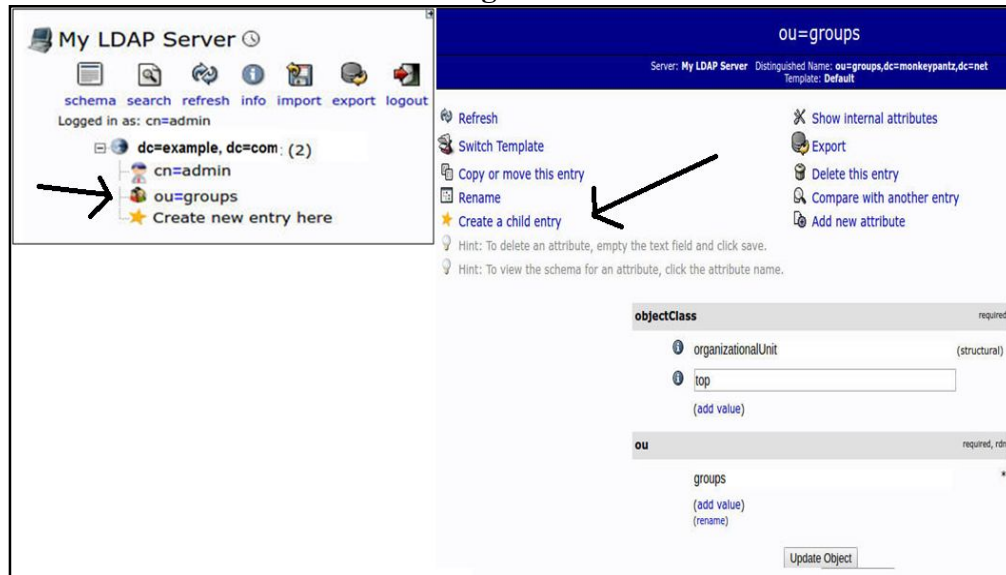 My LDAP Server
schema search refresh info import export logout
Logged in as: cn=admin
dc=example, dc=com: (2)
cn=admin
ou=groups
Create new entry here
ou=groups
Server: My LDAP Server Distinguished Name: ou=groups,dc=monkeypantz,dc=net
Template: Default
Refresh
Switch Template
Copy or move this entry
Rename
Create a child entry
Show internal attributes
Export
Delete this entry
Compare with another entry
Add new attribute
Hint: To delete an attribute, empty the text field and click save.
Hint: To view the schema for an attribute, click the attribute name.
objectClass required
organizationalUnit (structural)
top
(add value)
ou required, rdn
groups *
(add value)
(rename)
Update Object